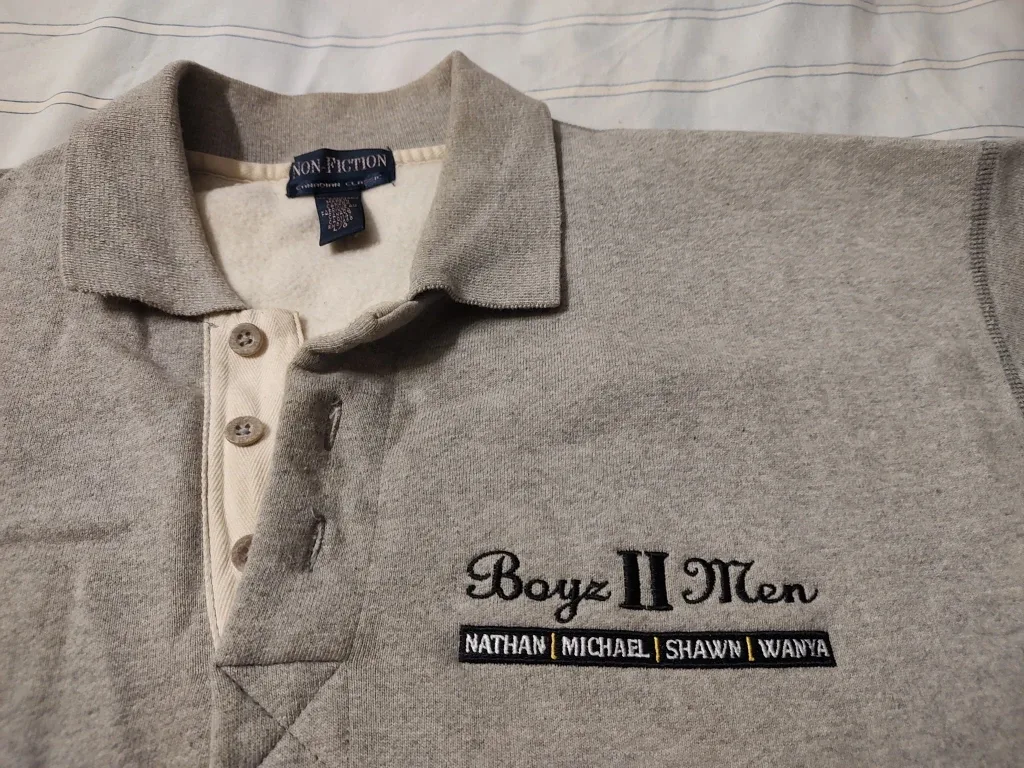 NON-FICTION
Boyz II Men
NATHAN | MICHAEL | SHAWN | WANYA